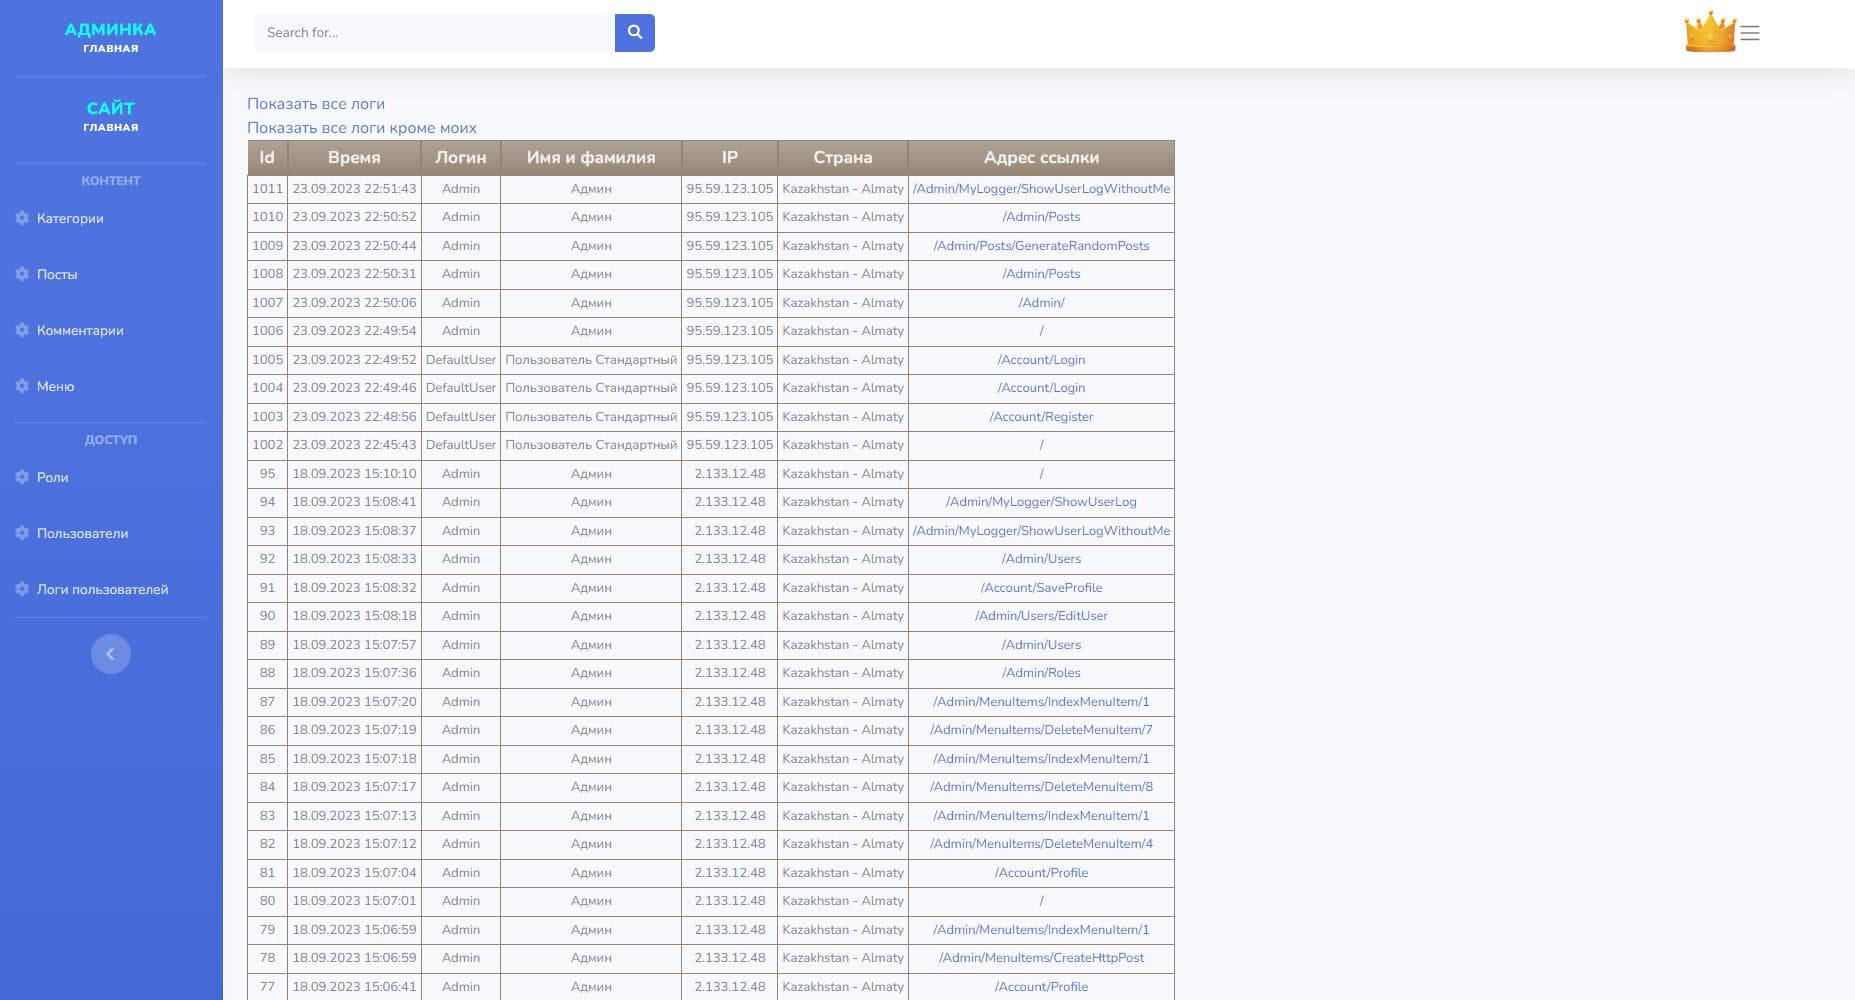 АДМИНКА
ГЛАВНАЯ
САЙТ
ГЛАВНАЯ
КОНТЕНТ
Категории
Посты
Комментарии
Меню
ДОСТУП
Роли
Пользователи
Логи пользователей
Search for...
Показать все логи
Показать все логи кроме моих
Id Время Логин Имя и фамилия IP Страна Адрес ссылки
1011 23.09.2023 22:51:43 Admin Админ 95.59.123.105 Kazakhstan - Almaty /Admin/MyLogger/ShowUserLogWithoutMe
1010 23.09.2023 22:50:52 Admin Админ 95.59.123.105 Kazakhstan - Almaty /Admin/Posts
1009 23.09.2023 22:50:44 Admin Админ 95.59.123.105 Kazakhstan - Almaty /Admin/Posts/GenerateRandomPosts
1008 23.09.2023 22:50:31 Admin Админ 95.59.123.105 Kazakhstan - Almaty /Admin/Posts
1007 23.09.2023 22:50:06 Admin Админ 95.59.123.105 Kazakhstan - Almaty /Admin/
1006 23.09.2023 22:49:54 Admin Админ 95.59.123.105 Kazakhstan - Almaty /
1005 23.09.2023 22:49:52 DefaultUser Пользователь Стандартный 95.59.123.105 Kazakhstan - Almaty /Account/Login
1004 23.09.2023 22:49:46 DefaultUser Пользователь Стандартный 95.59.123.105 Kazakhstan - Almaty /Account/Login
1003 23.09.2023 22:48:56 DefaultUser Пользователь Стандартный 95.59.123.105 Kazakhstan - Almaty /Account/Register
1002 23.09.2023 22:45:43 DefaultUser Пользователь Стандартный 95.59.123.105 Kazakhstan - Almaty /
95 18.09.2023 15:10:10 Admin Админ 2.133.12.48 Kazakhstan - Almaty /
94 18.09.2023 15:08:41 Admin Админ 2.133.12.48 Kazakhstan - Almaty /Admin/MyLogger/ShowUserLog
93 18.09.2023 15:08:37 Admin Админ 2.133.12.48 Kazakhstan - Almaty /Admin/MyLogger/ShowUserLogWithoutMe
92 18.09.2023 15:08:33 Admin Админ 2.133.12.48 Kazakhstan - Almaty /Admin/Users
91 18.09.2023 15:08:32 Admin Админ 2.133.12.48 Kazakhstan - Almaty /Account/SaveProfile
90 18.09.2023 15:08:18 Admin Админ 2.133.12.48 Kazakhstan - Almaty /Admin/Users/EditUser
89 18.09.2023 15:07:57 Admin Админ 2.133.12.48 Kazakhstan - Almaty /Admin/Users
88 18.09.2023 15:07:36 Admin Админ 2.133.12.48 Kazakhstan - Almaty /Admin/Roles
87 18.09.2023 15:07:20 Admin Админ 2.133.12.48 Kazakhstan - Almaty /Admin/MenuItems/IndexMenuItem/1
86 18.09.2023 15:07:19 Admin Админ 2.133.12.48 Kazakhstan - Almaty /Admin/MenuItems/DeleteMenuItem/7
85 18.09.2023 15:07:18 Admin Админ 2.133.12.48 Kazakhstan - Almaty /Admin/MenuItems/IndexMenuItem/1
84 18.09.2023 15:07:17 Admin Админ 2.133.12.48 Kazakhstan - Almaty /Admin/MenuItems/DeleteMenuItem/8
83 18.09.2023 15:07:13 Admin Админ 2.133.12.48 Kazakhstan - Almaty /Admin/MenuItems/IndexMenuItem/1
82 18.09.2023 15:07:12 Admin Админ 2.133.12.48 Kazakhstan - Almaty /Admin/MenuItems/DeleteMenuItem/4
81 18.09.2023 15:07:04 Admin Админ 2.133.12.48 Kazakhstan - Almaty /Account/Profile
80 18.09.2023 15:07:01 Admin Админ 2.133.12.48 Kazakhstan - Almaty /
79 18.09.2023 15:06:59 Admin Админ 2.133.12.48 Kazakhstan - Almaty /Admin/MenuItems/IndexMenuItem/1
78 18.09.2023 15:06:59 Admin Админ 2.133.12.48 Kazakhstan - Almaty /Admin/MenuItems/CreateHttpPost
77 18.09.2023 15:06:41 Admin Админ 2.133.12.48 Kazakhstan - Almaty /Account/Profile